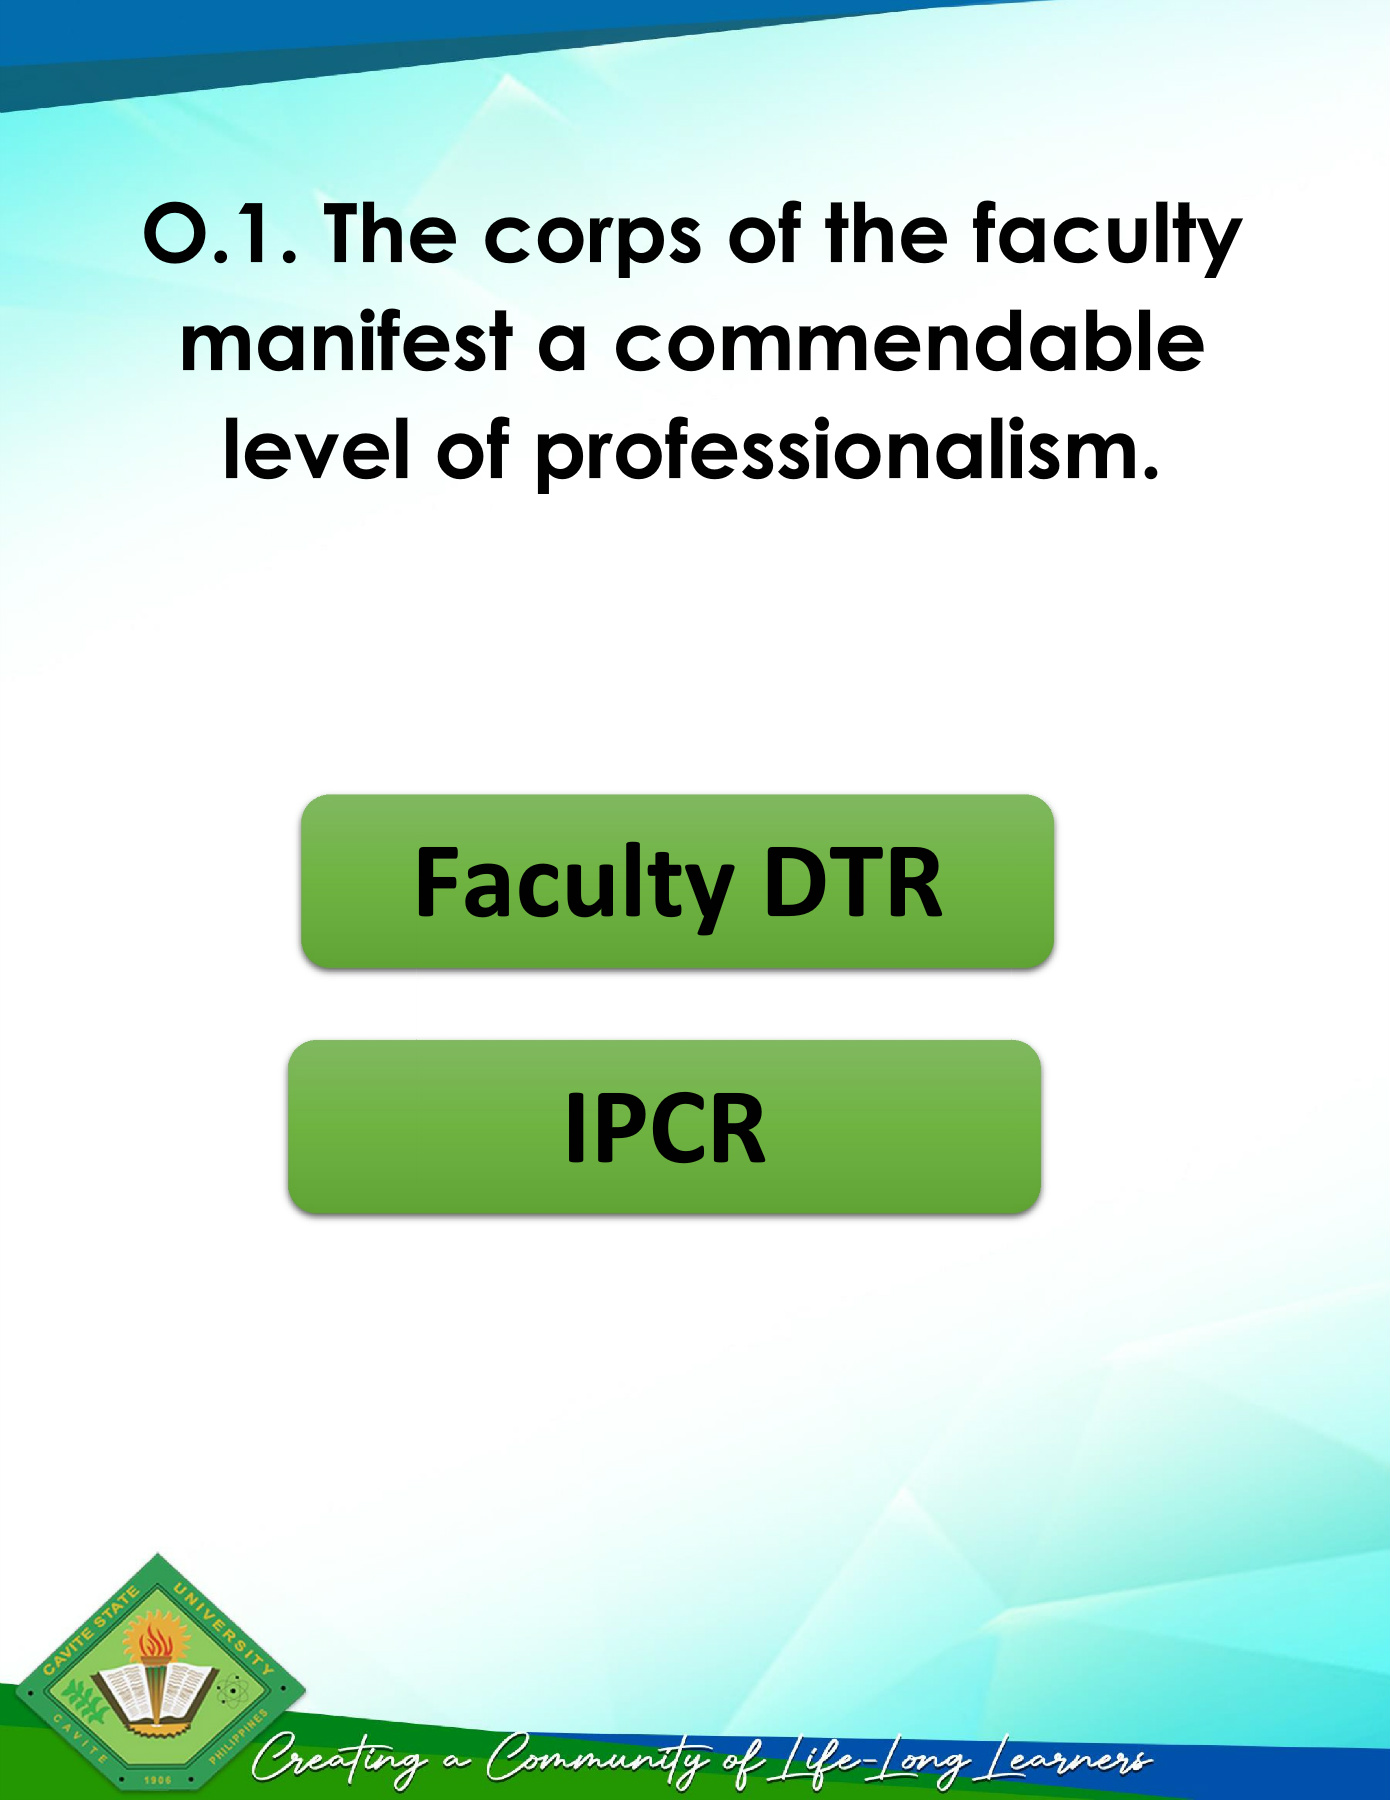 O.1. The corps of the faculty
manifest a commendable
level of professionalism.
Faculty DTR
IPCR
CAVITE STATE UNIVERSITY
CAVITE
PHILIPPINES
1906
Creating a Community of Life-Long Learners